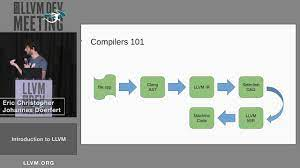 LLVM DEV
MEETING
Compilers 101
file.cpp
Clang
AST
LLVM IR
Selection
DAG
Machine
Code
LLVM
MIR
Eric Christopher
Johannes Doerfert
Introduction to LLVM
LLVM.ORG